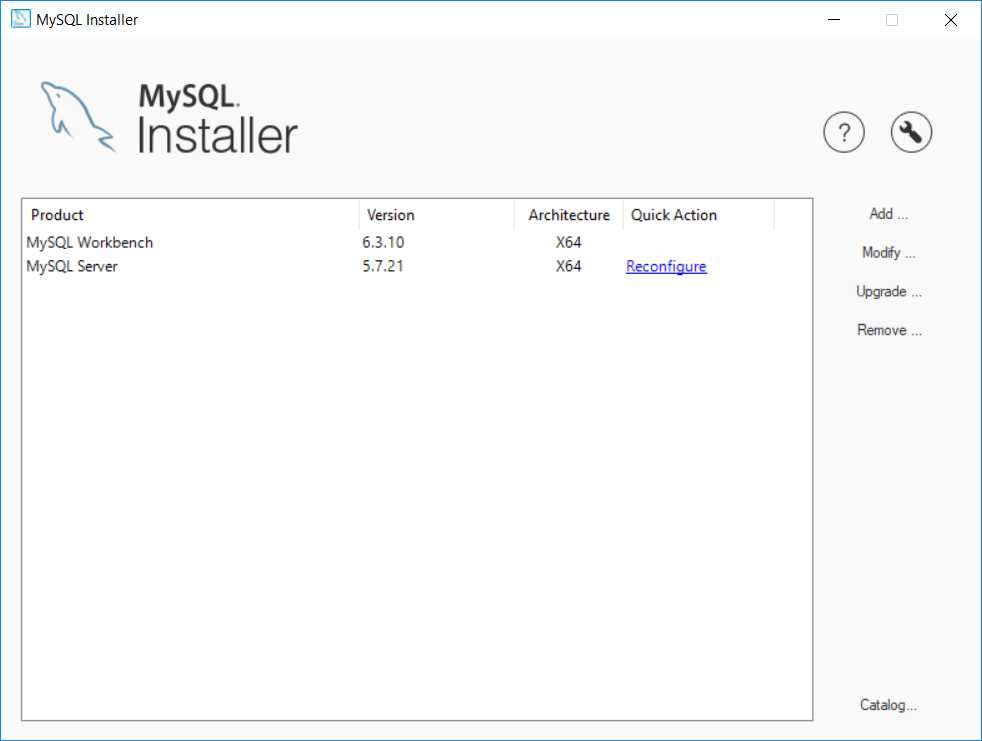 MySQL Installer
MySQL.
Installer
?
Product Version Architecture Quick Action
MySQL Workbench 6.3.10 X64
MySQL Server 5.7.21 X64 Reconfigure
Add ...
Modify ...
Upgrade ...
Remove ...
Catalog...